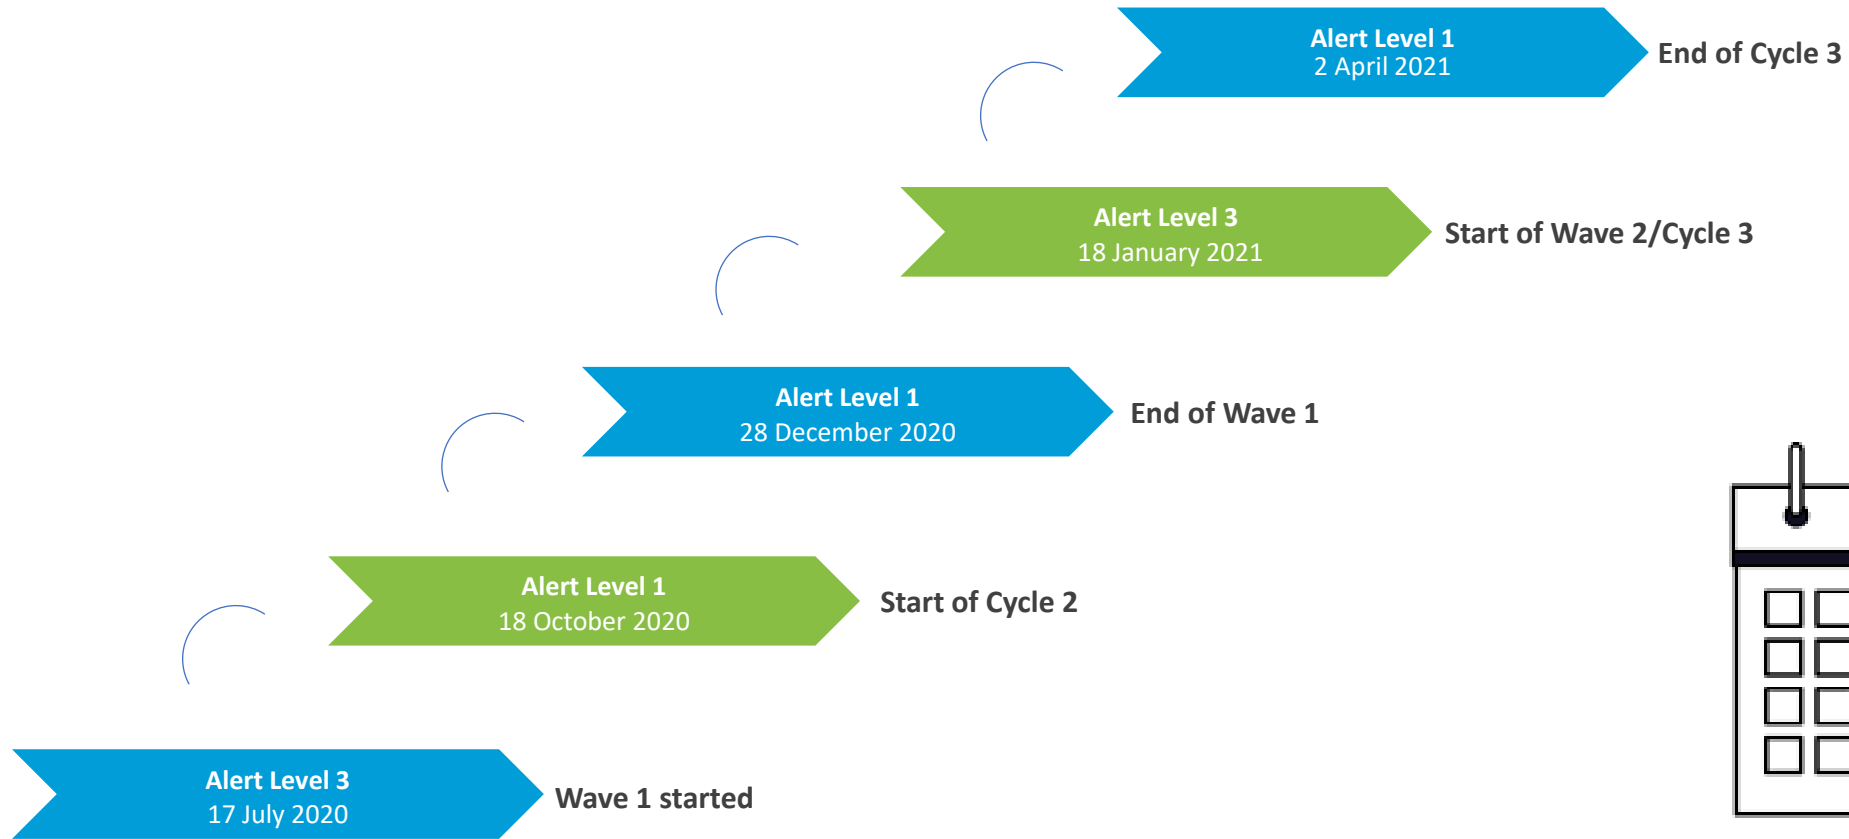 Alert Level 1
2 April 2021
End of Cycle 3
Alert Level 3
18 January 2021
Start of Wave 2/Cycle 3
Alert Level 1
28 December 2020
End of Wave 1
Alert Level 1
18 October 2020
Start of Cycle 2
Alert Level 3
17 July 2020
Wave 1 started